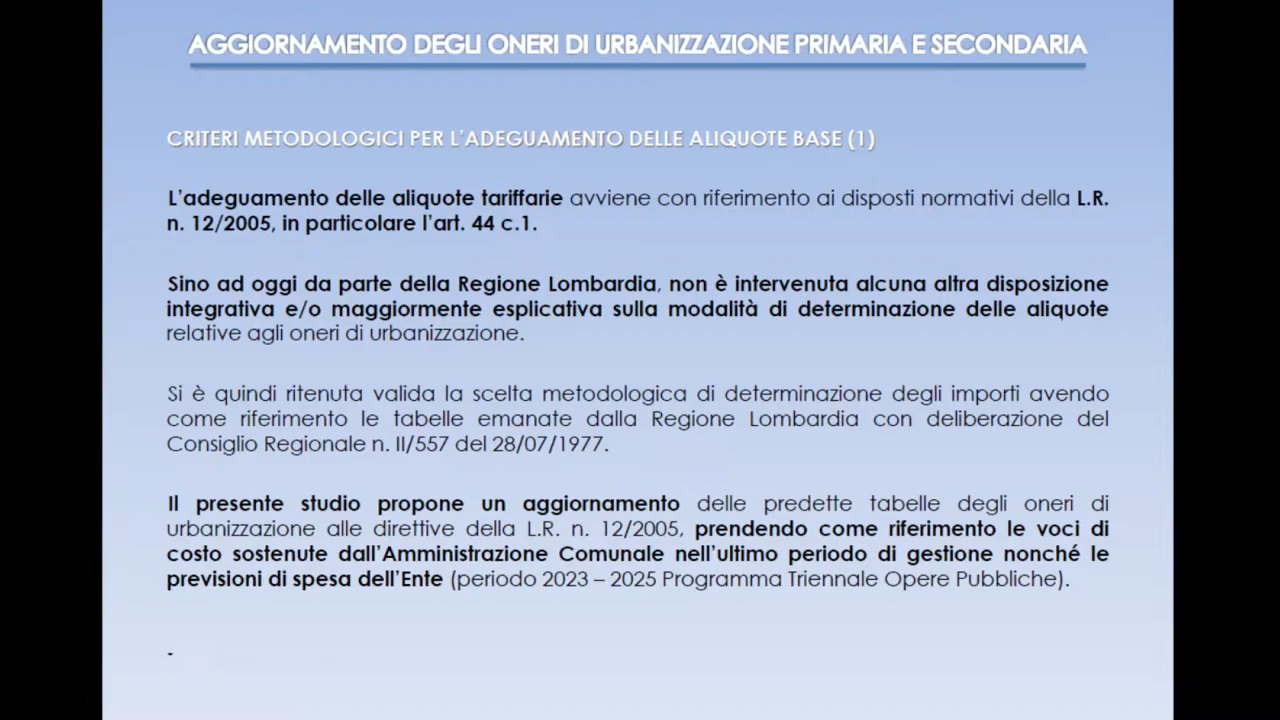 AGGIORNAMENTO DEGLI ONERI DI URBANIZZAZIONE PRIMARIA E SECONDARIA
CRITERI METODOLOGICI PER L'ADEGUAMENTO DELLE ALIQUOTE BASE (1)
L'adeguamento delle aliquote tariffarie avviene con riferimento ai disposti normativi della L.R.
n. 12/2005, in particolare l'art. 44 c.1.
Sino ad oggi da parte della Regione Lombardia, non è intervenuta alcuna altra disposizione
integrativa e/o maggiormente esplicativa sulla modalità di determinazione delle aliquote
relative agli oneri di urbanizzazione.
Si è quindi ritenuta valida la scelta metodologica di determinazione degli importi avendo
come riferimento le tabelle emanate dalla Regione Lombardia con deliberazione del
Consiglio Regionale n. II/557 del 28/07/1977.
Il presente studio propone un aggiornamento delle predette tabelle degli oneri di
urbanizzazione alle direttive della L.R. n. 12/2005, prendendo come riferimento le voci di
costo sostenute dall'Amministrazione Comunale nell'ultimo periodo di gestione nonché le
previsioni di spesa dell'Ente (periodo 2023 – 2025 Programma Triennale Opere Pubbliche).
-